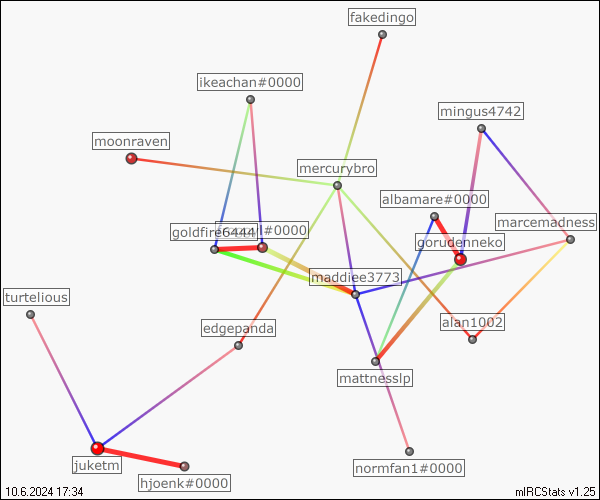 fakedingo
ikeachan#0000
mingus4742
moonraven
mercurybro
albamare#0000
marcemadness
goldfire6444
l#0000
gorudenneko
maddiee3773
turtelious
edgepanda
alan1002
mattnesslp
juketm
normfan1#0000
hjoenk#0000
10.6.2024 17:34
mIRCStats v1.25